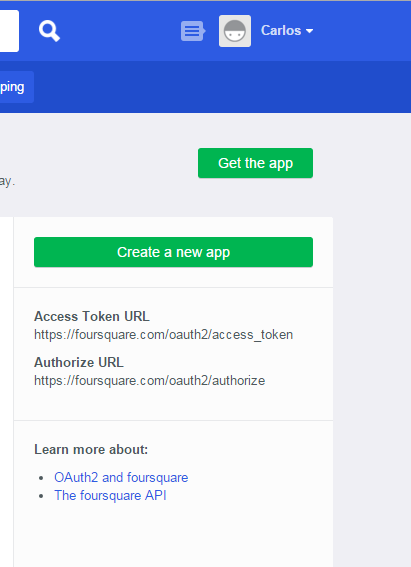 Carlos
ping
Get the app
ay.
Create a new app
Access Token URL
https://foursquare.com/oauth2/access_token
Authorize URL
https://foursquare.com/oauth2/authorize
Learn more about:
OAuth2 and foursquare
The foursquare API